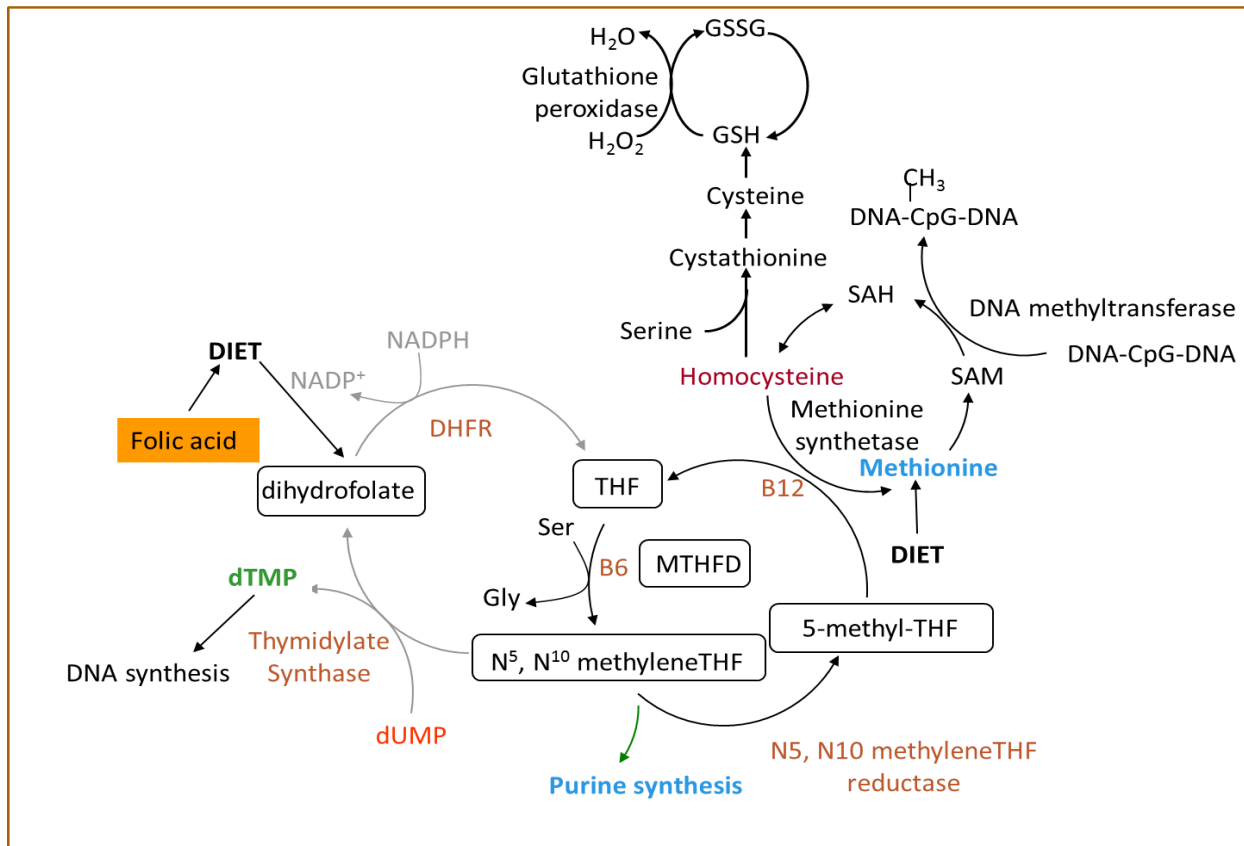 GSSG
H₂O
Glutathione
peroxidase
H₂O₂
GSH
Cysteine
CH₃
DNA-CpG-DNA
Cystathionine
SAH
DNA methyltransferase
Serine
DNA-CpG-DNA
NADPH
DIET
NADP⁺
Homocysteine
SAM
Folic acid
DHFR
Methionine
synthetase
Methionine
dihydrofolate
THF
B12
Ser
DIET
B6
MTHFD
dTMP
Gly
5-methyl-THF
Thymidylate
Synthase
N⁵, N¹⁰ methyleneTHF
DNA synthesis
dUMP
N5, N10 methyleneTHF
reductase
Purine synthesis